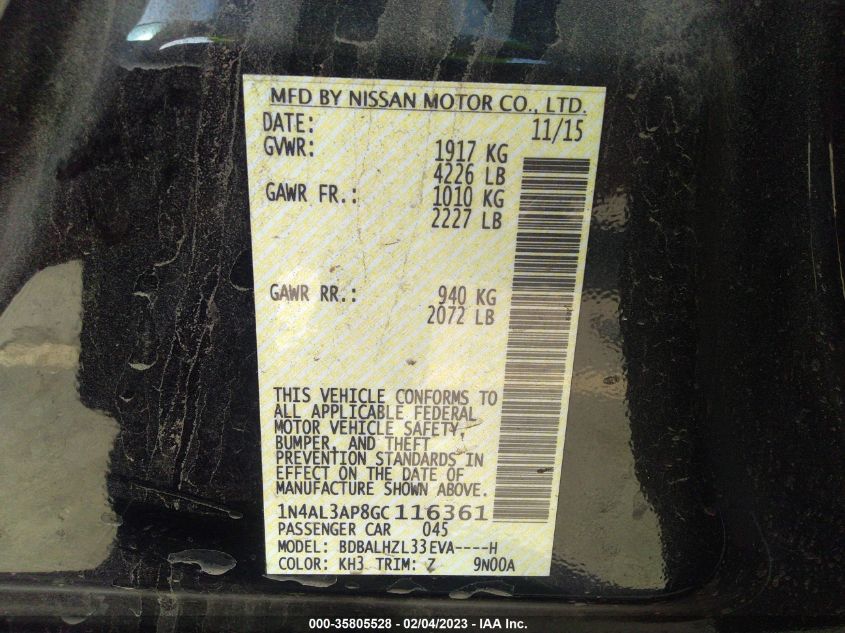 MFD BY NISSAN MOTOR CO., LTD.
DATE: 11/15
GVWR: 1917 KG
4226 LB
GAWR FR.: 1010 KG
2227 LB
GAWR RR.: 940 KG
2072 LB
THIS VEHICLE CONFORMS TO
ALL APPLICABLE FEDERAL
MOTOR VEHICLE SAFETY,
BUMPER, AND THEFT
PREVENTION STANDARDS IN
EFFECT ON THE DATE OF
MANUFACTURE SHOWN ABOVE.
1N4AL3AP8GC116361
PASSENGER CAR 045
MODEL: BDBALHZL33EVA----H
COLOR: KH3 TRIM: Z 9N00A
000-35805528 - 02/04/2023 - IAA Inc.